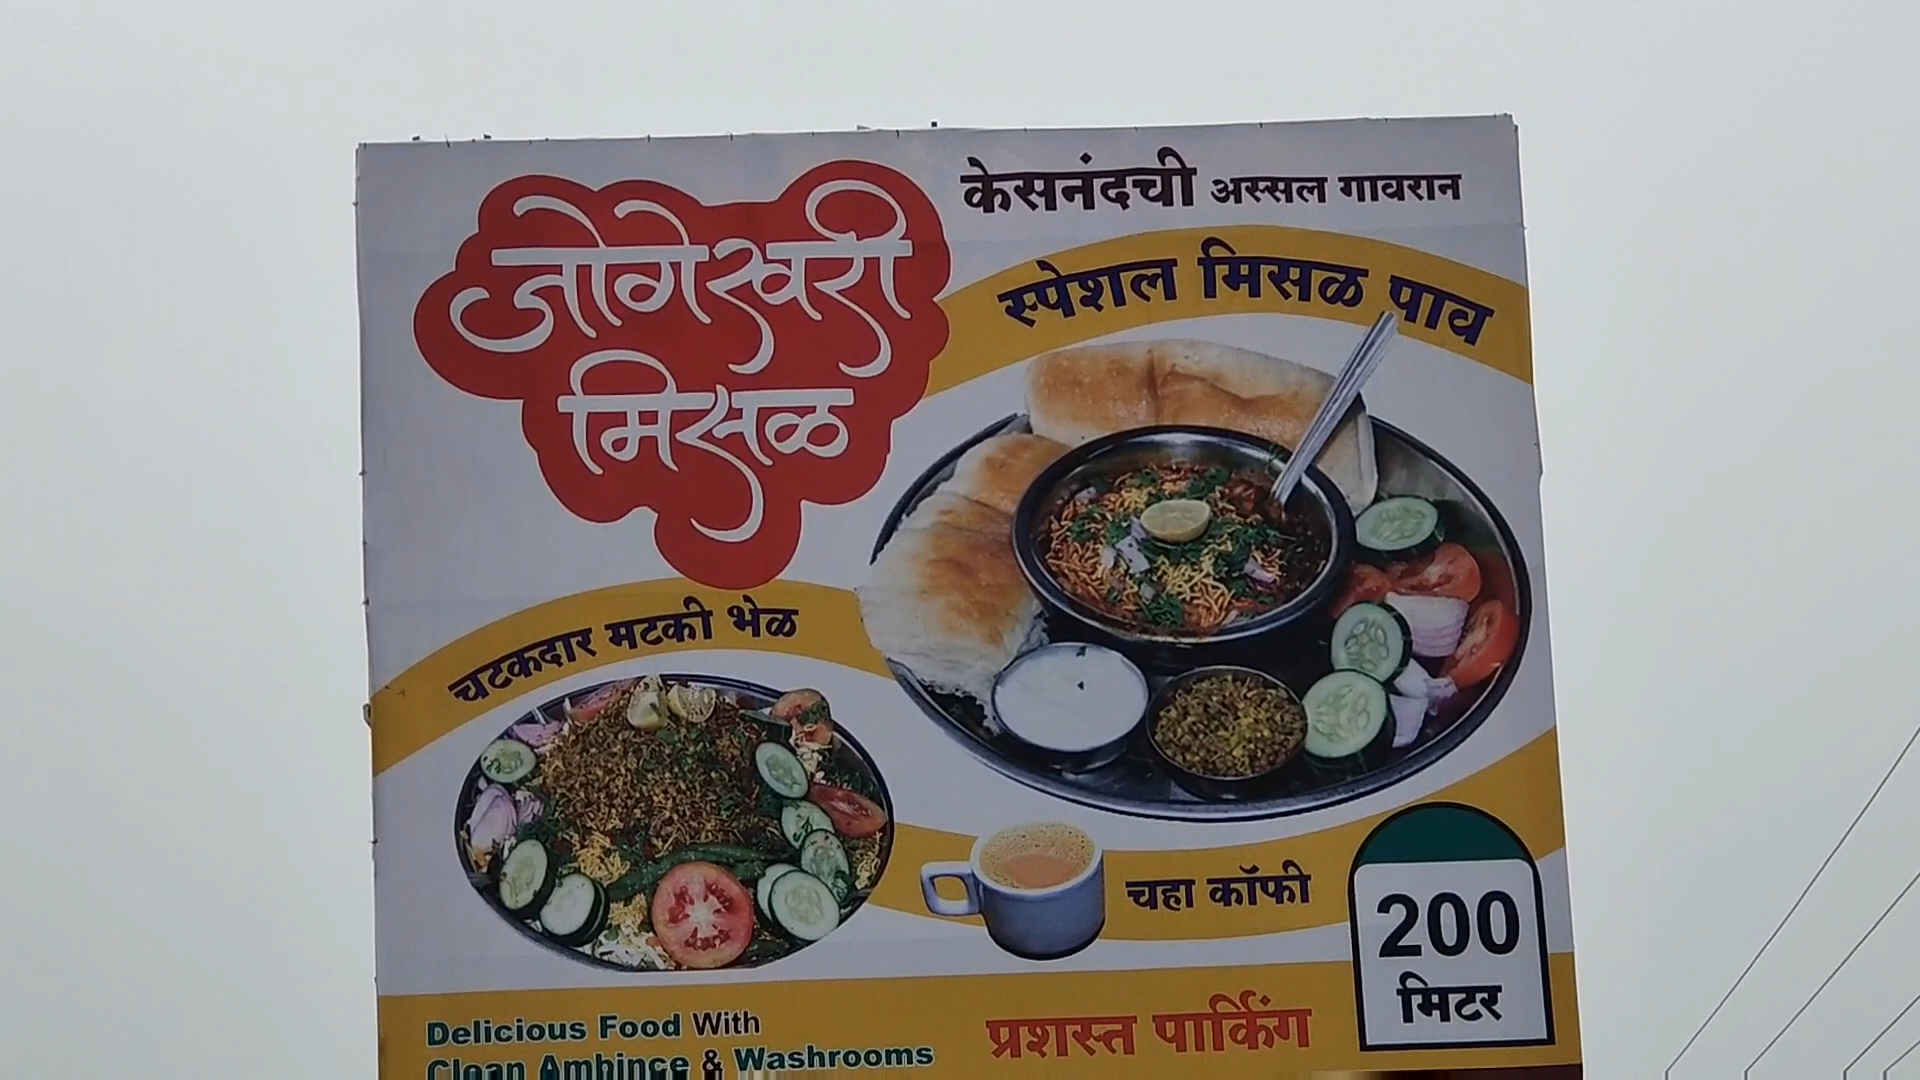 केसनंदची अस्सल गावरान
जोगेश्वरी
मिसळ
स्पेशल मिसळ पाव
चटकदार मटकी भेळ
चहा कॉफी
200
मिटर
Delicious Food With
Clean Ambince & Washrooms
प्रशस्त पार्किंग